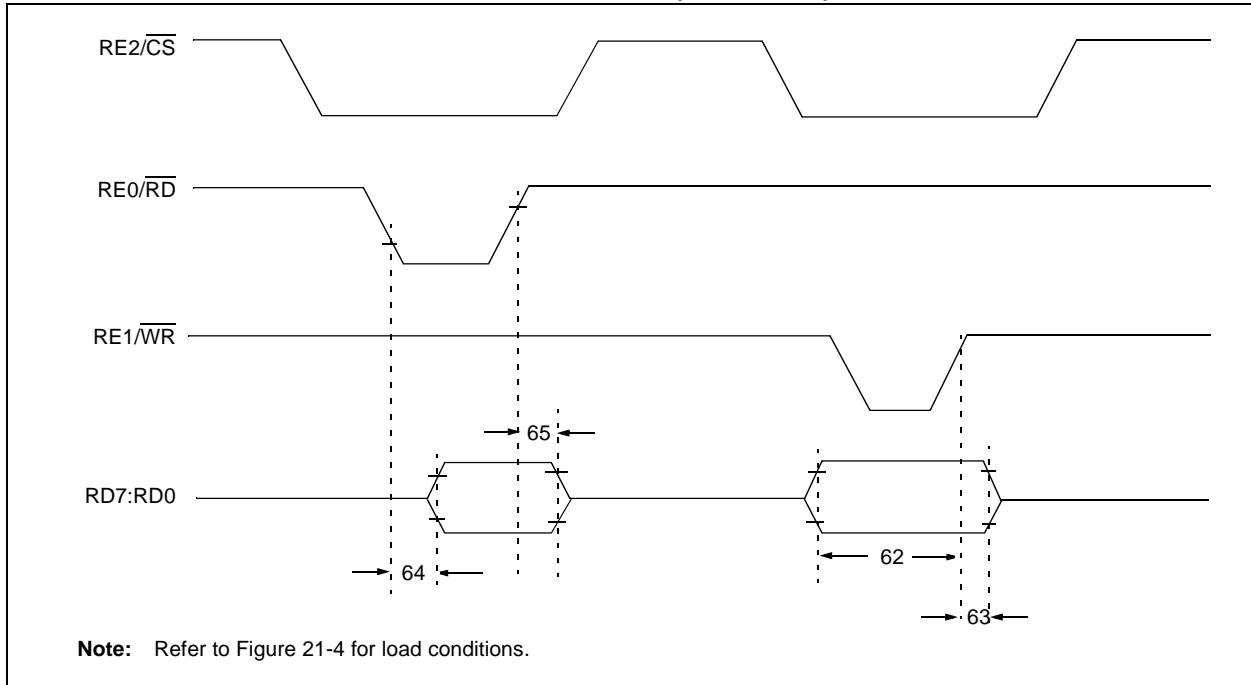 RE2/CS
RE0/RD
RE1/WR
65
RD7:RD0
62
64
63
Note: Refer to Figure 21-4 for load conditions.